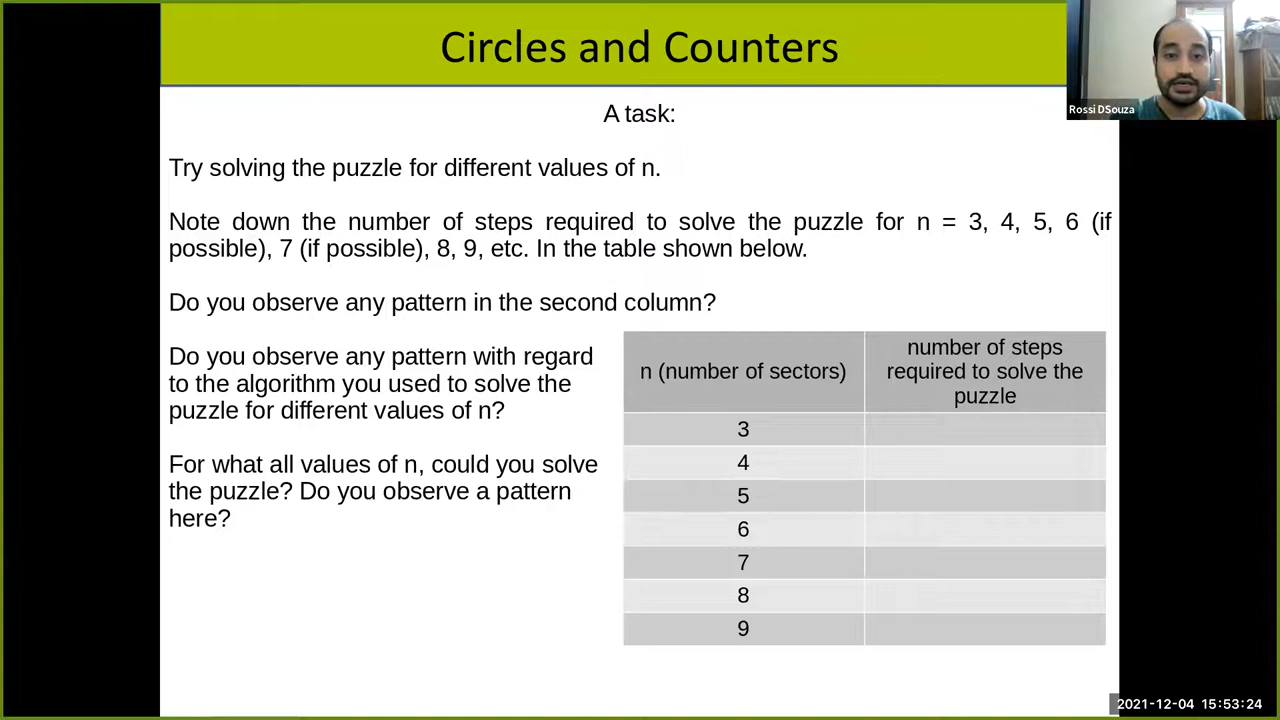 Circles and Counters
Rossi DSouza
A task:
Try solving the puzzle for different values of n.
Note down the number of steps required to solve the puzzle for n = 3, 4, 5, 6 (if
possible), 7 (if possible), 8, 9, etc. In the table shown below.
Do you observe any pattern in the second column?
Do you observe any pattern with regard
to the algorithm you used to solve the
puzzle for different values of n?
For what all values of n, could you solve
the puzzle? Do you observe a pattern
here?
n (number of sectors)
number of steps
required to solve the
puzzle
3
4
5
6
7
8
9
2021-12-04 15:53:24